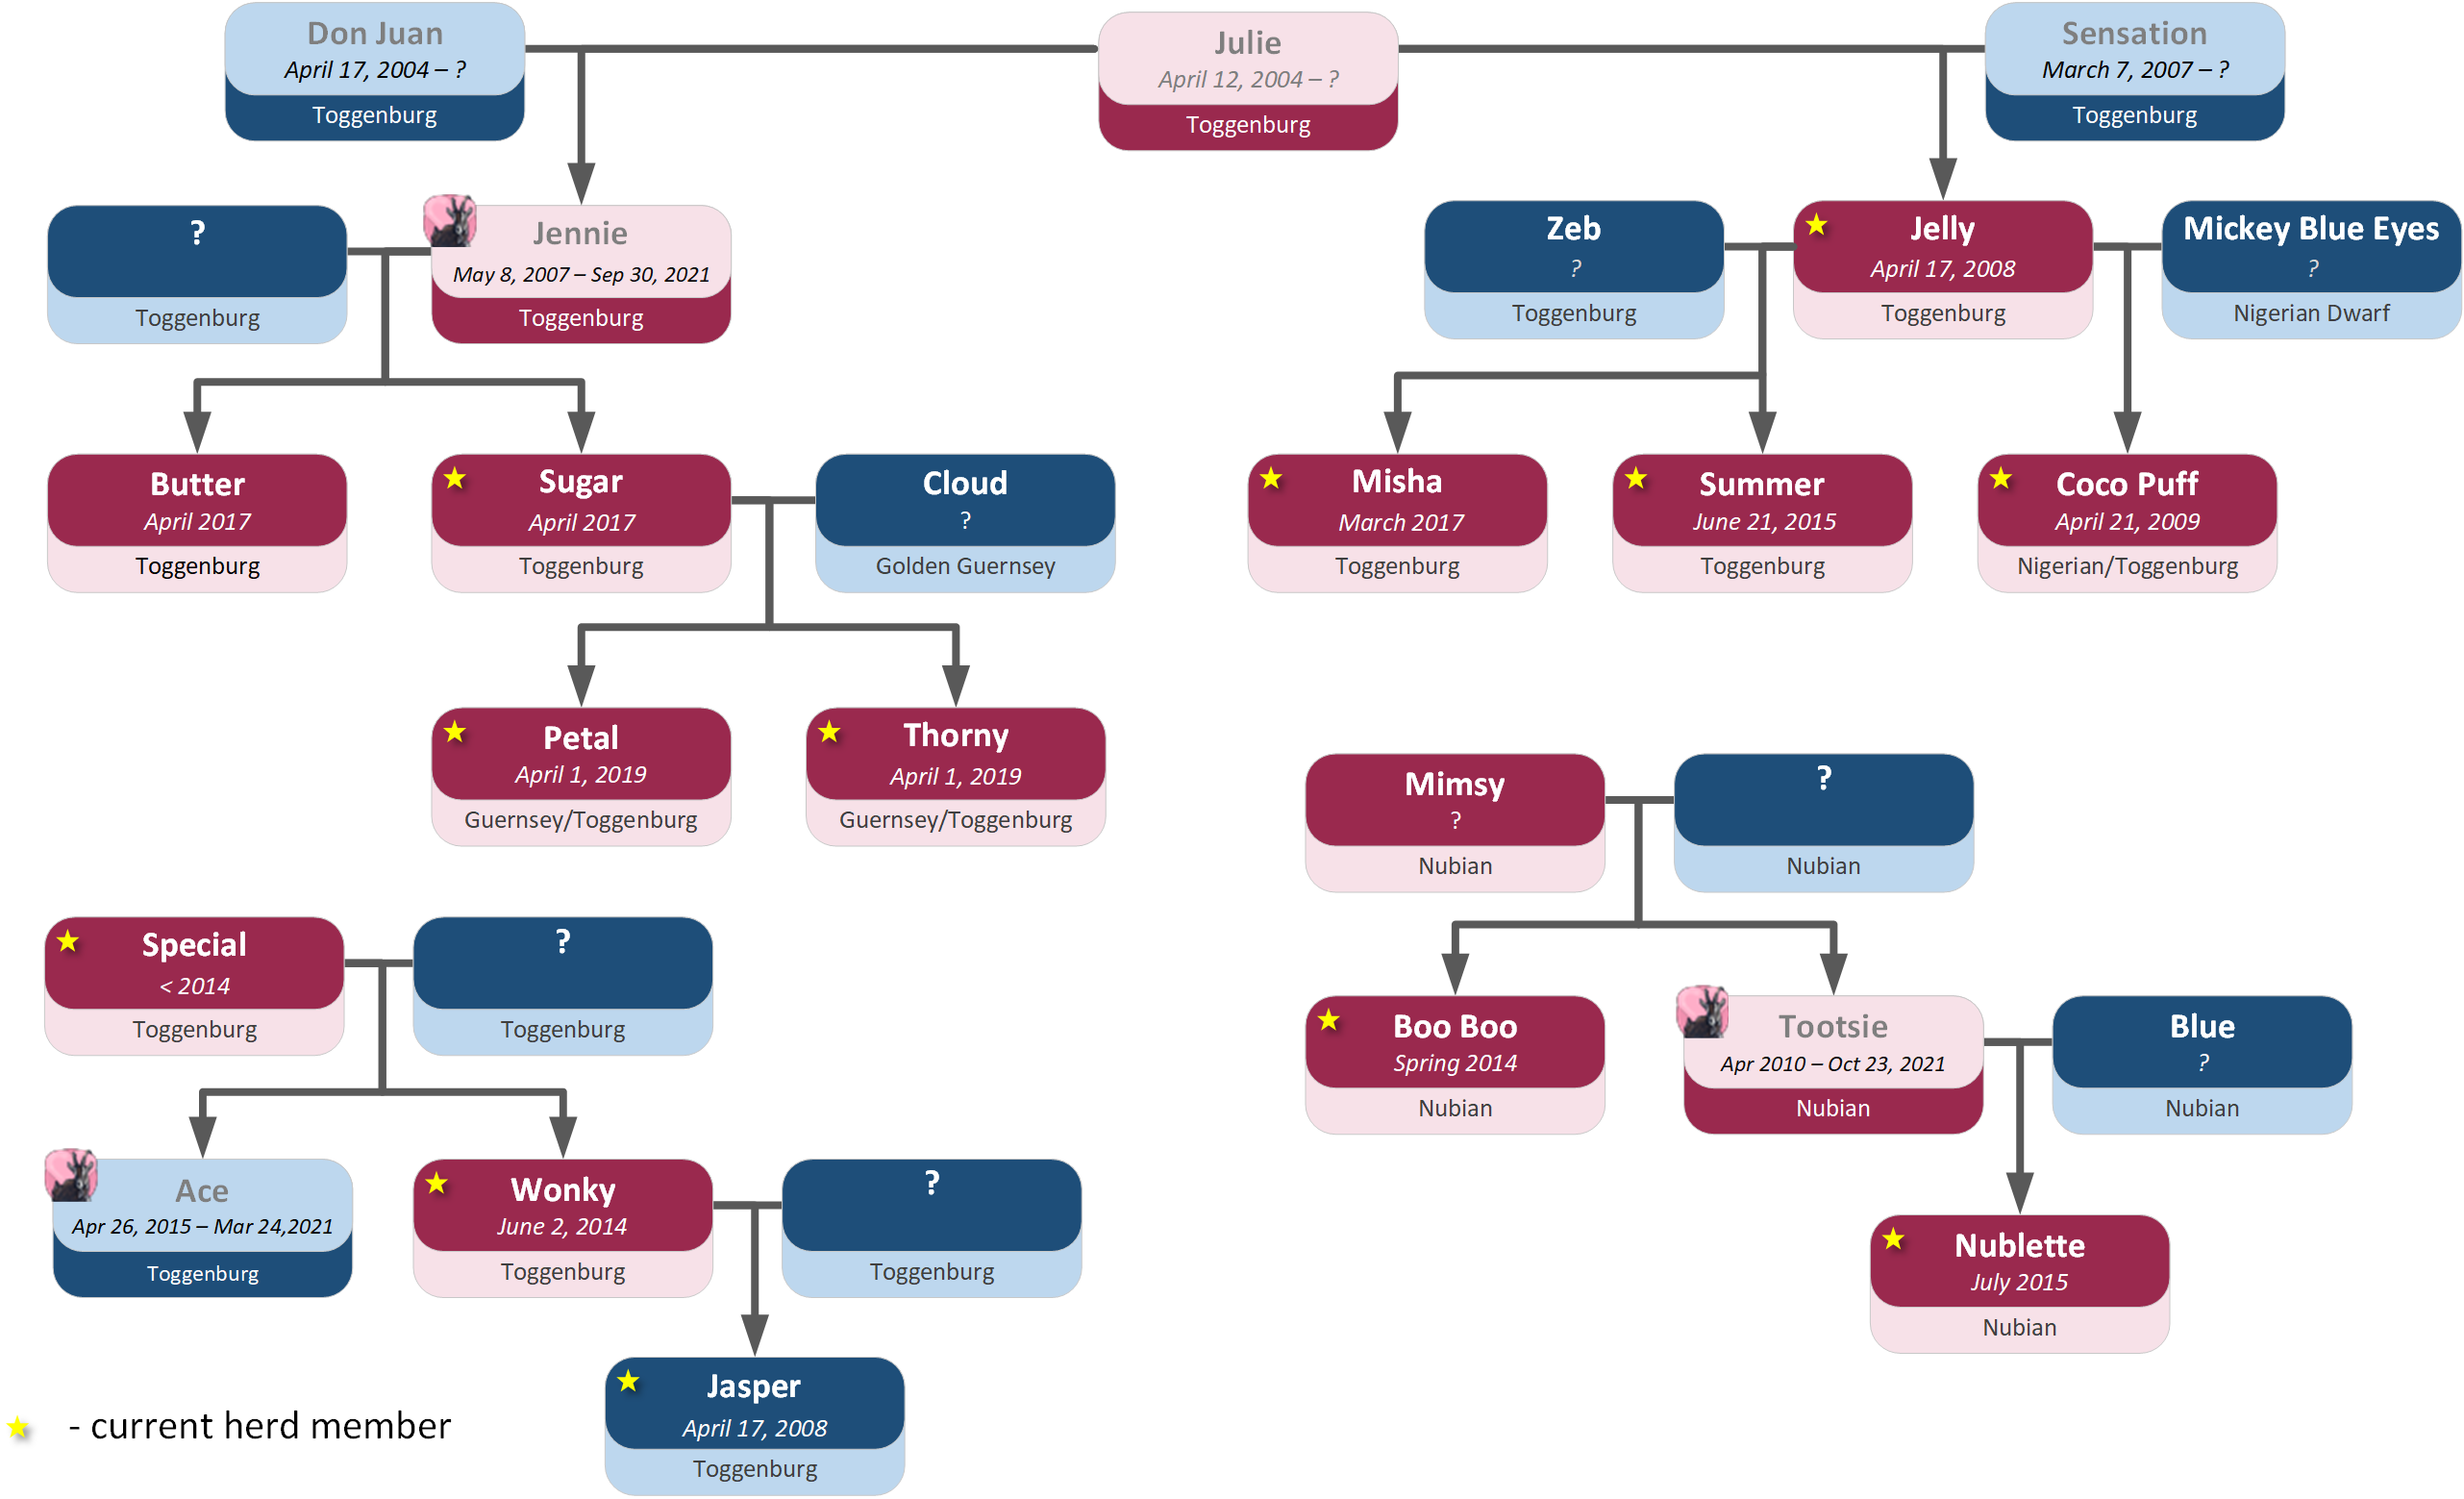 Don Juan
April 17, 2004 – ?
Toggenburg
Julie
April 12, 2004 – ?
Toggenburg
Sensation
March 7, 2007 – ?
Toggenburg
?
Toggenburg
Jennie
May 8, 2007 – Sep 30, 2021
Toggenburg
Zeb
?
Toggenburg
Jelly
April 17, 2008
Toggenburg
Mickey Blue Eyes
?
Nigerian Dwarf
Butter
April 2017
Toggenburg
Sugar
April 2017
Toggenburg
Cloud
?
Golden Guernsey
Misha
March 2017
Toggenburg
Summer
June 21, 2015
Toggenburg
Coco Puff
April 21, 2009
Nigerian/Toggenburg
Petal
April 1, 2019
Guernsey/Toggenburg
Thorny
April 1, 2019
Guernsey/Toggenburg
Mimsy
?
Nubian
?
Nubian
Special
< 2014
Toggenburg
?
Toggenburg
Boo Boo
Spring 2014
Nubian
Tootsie
Apr 2010 – Oct 23, 2021
Nubian
Blue
?
Nubian
Ace
Apr 26, 2015 – Mar 24,2021
Toggenburg
Wonky
June 2, 2014
Toggenburg
?
Toggenburg
Nublette
July 2015
Nubian
Jasper
April 17, 2008
Toggenburg
- current herd member